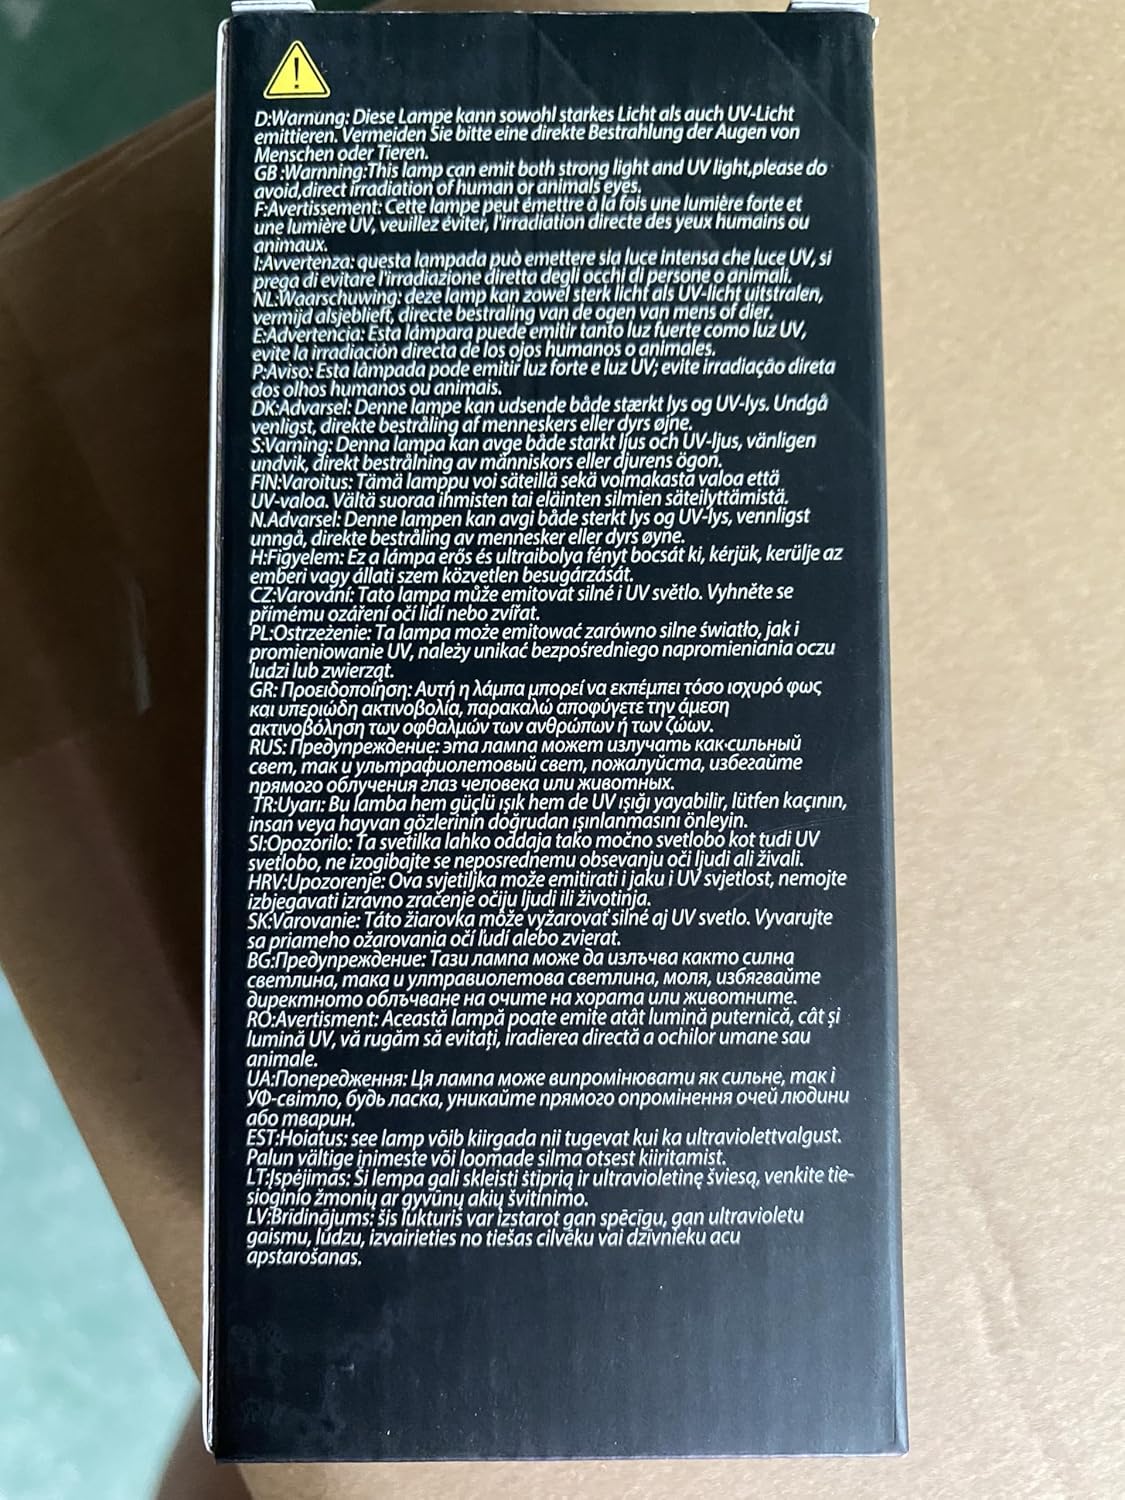 D:Warnung: Diese Lampe kann sowohl starkes Licht als auch UV-Licht
emittieren. Vermeiden Sie bitte eine direkte Bestrahlung der Augen von
Menschen oder Tieren.
GB :Warnning:This lamp can emit both strong light and UV light,please do
avoid,direct irradiation of human or animals eyes.
F:Avertissement: Cette lampe peut émettre à la fois une lumière forte et
une lumière UV, veuillez éviter, l'irradiation directe des yeux humains ou
animaux.
I:Avvertenza: questa lampada può emettere sia luce intensa che luce UV, si
prega di evitare l'irradiazione diretta degli occhi di persone o animali.
NL:Waarschuwing: deze lamp kan zowel sterk licht als UV-licht uitstralen,
vermijd alsjeblieft, directe bestraling van de ogen van mens of dier.
E:Advertencia: Esta lámpara puede emitir tanto luz fuerte como luz UV,
evite la irradiación directa de los ojos humanos o animales.
P:Aviso: Esta lâmpada pode emitir luz forte e luz UV; evite irradiação direta
dos olhos humanos ou animais.
DK:Advarsel: Denne lampe kan udsende både stærkt lys og UV-lys. Undgå
venligst, direkte bestråling af menneskers eller dyrs øjne.
S:Varning: Denna lampa kan avge både starkt ljus och UV-ljus, vänligen
undvik, direkt bestrålning av människors eller djurens ögon.
FIN:Varoitus: Tämä lamppu voi säteillä sekä voimakasta valoa että
UV-valoa. Vältä suoraa ihmisten tai eläinten silmien säteilyttämistä.
N.Advarsel: Denne lampen kan avgi både sterkt lys og UV-lys, vennligst
unngå, direkte bestråling av mennesker eller dyrs øyne.
H:Figyelem: Ez a lámpa erős és ultraibolya fényt bocsát ki, kérjük, kerülje az
emberi vagy állati szem közvetlen besugárzását.
CZ:Varování: Tato lampa může emitovat silné i UV světlo. Vyhněte se
přímému ozáření očí lidí nebo zvířat.
PL:Ostrzeżenie: Ta lampa może emitować zarówno silne światło, jak i
promieniowanie UV, należy unikać bezpośredniego napromieniania oczu
ludzi lub zwierząt.
GR: Προειδοποίηση: Αυτή η λάμπα μπορεί να εκπέμπει τόσο ισχυρό φως
και υπεριώδη ακτινοβολία, παρακαλώ αποφύγετε την άμεση
ακτινοβόληση των οφθαλμών των ανθρώπων ή των ζώων.
RUS: Предупреждение: эта лампа может излучать как·сильный
свет, так и ультрафиолетовый свет, пожалуйста, избегайте
прямого облучения глаз человека или животных.
TR:Uyarı: Bu lamba hem güçlü ışık hem de UV ışığı yayabilir, lütfen kaçının,
insan veya hayvan gözlerinin doğrudan ışınlanmasını önleyin.
SI:Opozorilo: Ta svetilka lahko oddaja tako močno svetlobo kot tudi UV
svetlobo, ne izogibajte se neposrednemu obsevanju oči ljudi ali živali.
HRV:Upozorenje: Ova svjetiljka može emitirati i jaku i UV svjetlost, nemojte
izbjegavati izravno zračenje očiju ljudi ili životinja.
SK:Varovanie: Táto žiarovka môže vyžarovať silné aj UV svetlo. Vyvarujte
sa priameho ožarovania očí ľudí alebo zvierat.
BG:Предупреждение: Тази лампа може да излъчва както силна
светлина, така и ултравиолетова светлина, моля, избягвайте
директното облъчване на очите на хората или животните.
RO:Avertisment: Această lampă poate emite atât lumină puternică, cât și
lumină UV, vă rugăm să evitați, iradierea directă a ochilor umane sau
animale.
UA:Попередження: Ця лампа може випромінювати як сильне, так і
УФ-світло, будь ласка, уникайте прямого опромінення очей людини
або тварин.
EST:Hoiatus: see lamp võib kiirgada nii tugevat kui ka ultraviolettvalgust.
Palun vältige inimeste või loomade silma otsest kiiritamist.
LT:Įspėjimas: Ši lempa gali skleisti stiprią ir ultravioletinę šviesą, venkite tie-
sioginio žmonių ar gyvūnų akių švitinimo.
LV:Brīdinājums: šis lukturis var izstarot gan spēcīgu, gan ultravioletu
gaismu, lūdzu, izvairieties no tiešas cilvēku vai dzīvnieku acu
apstarošanas.